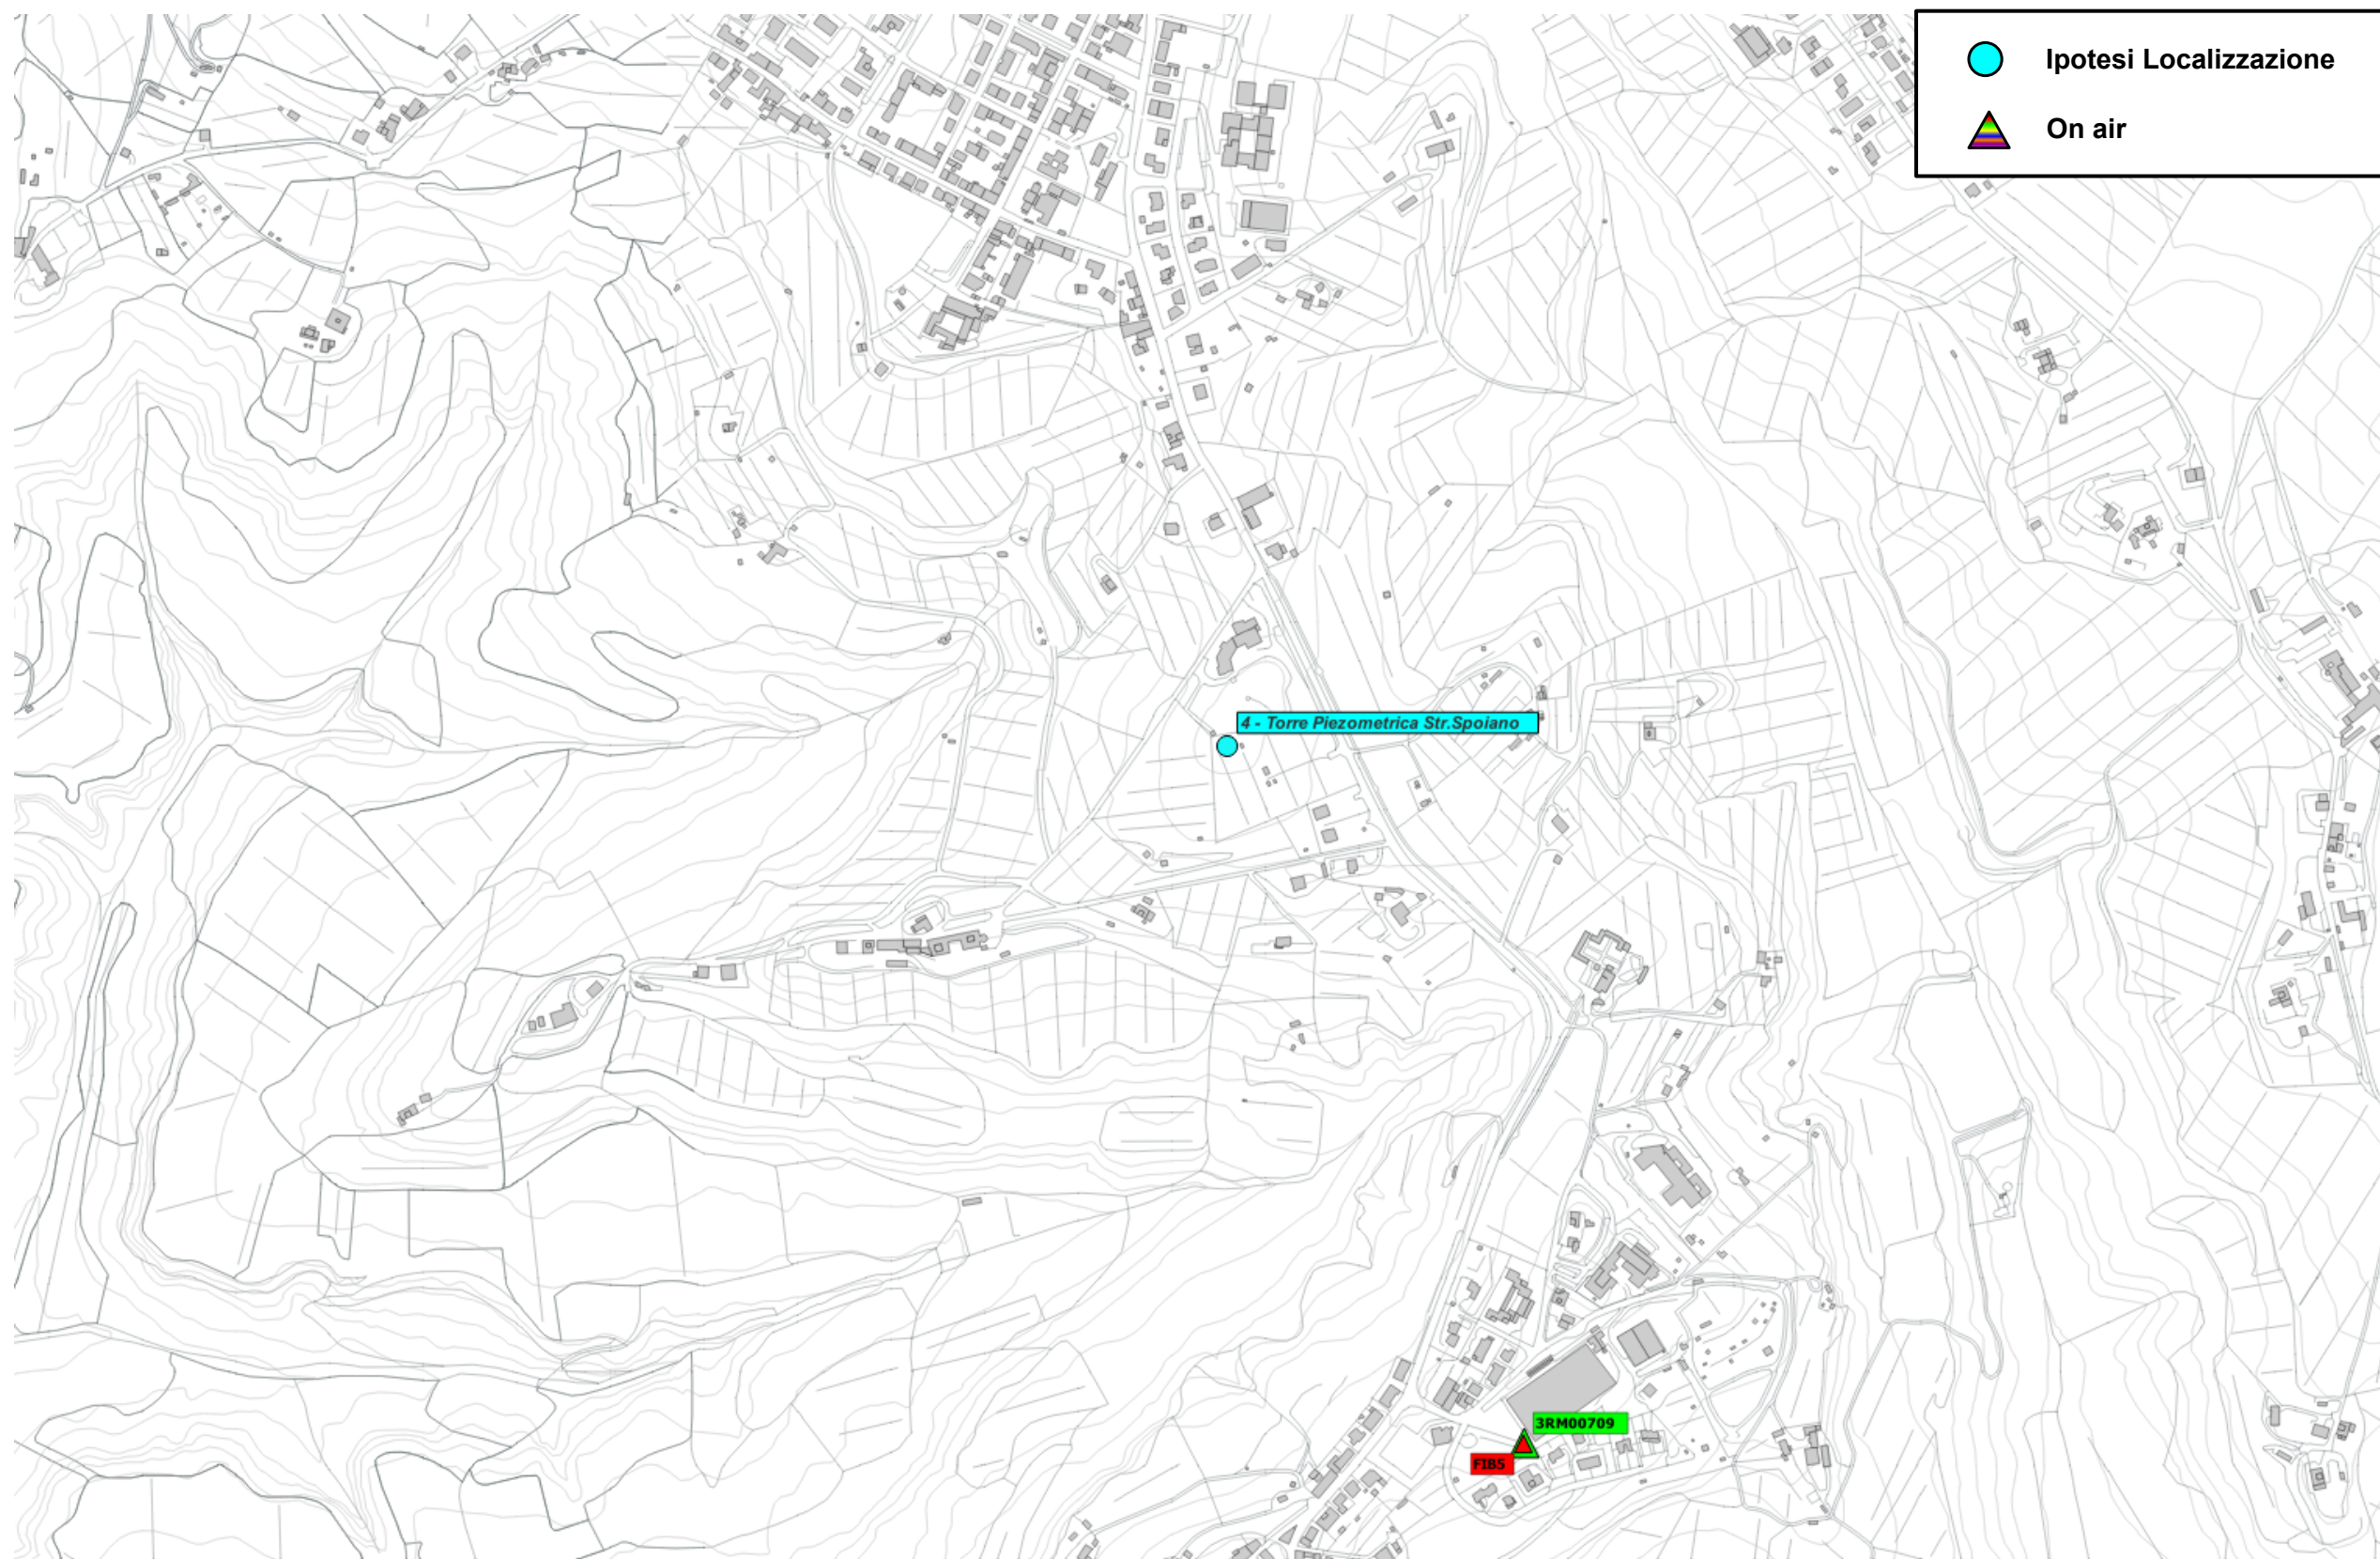 Ipotesi Localizzazione
On air
4 - Torre Piezometrica Str.Spoiano
3RM00709
FIB5